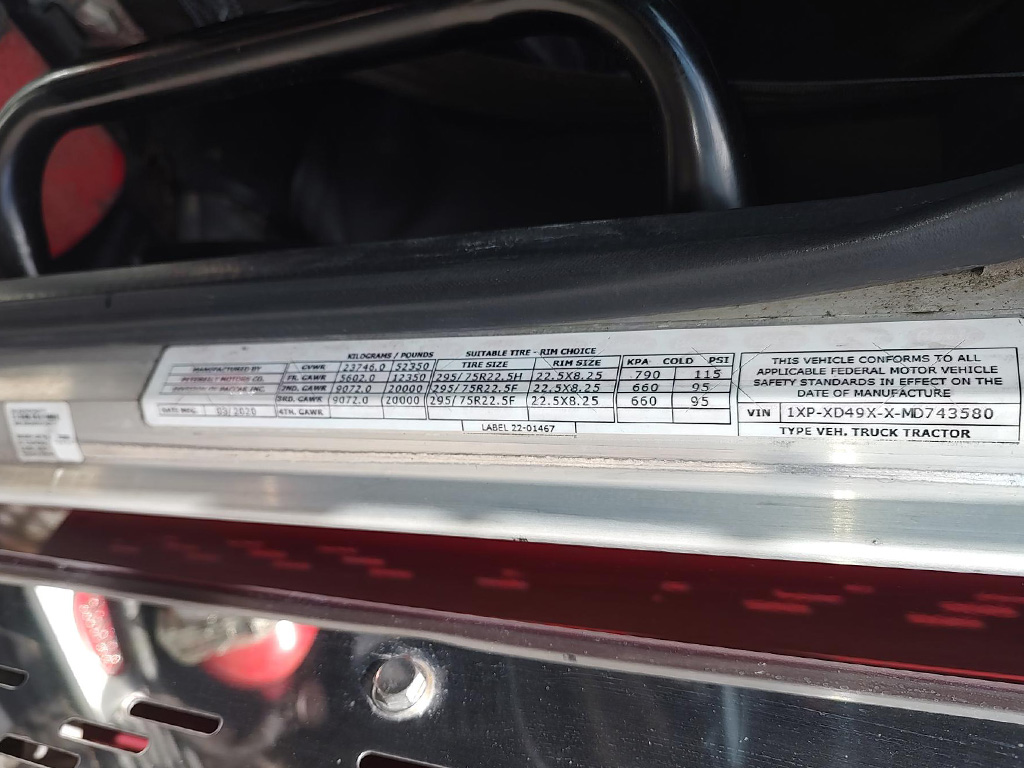 KILOGRAMS / POUNDS SUITABLE TIRE - RIM CHOICE
MANUFACTURED BY GVWR 23746.0 52350 TIRE SIZE RIM SIZE KPA COLD PSI
PETERBILT MOTORS CO. FR. GAWR 5602.0 12350 295/75R22.5H 22.5X8.25 790 115
2ND. GAWR 9072.0 20000 295/75R22.5F 22.5X8.25 660 95
3RD. GAWR 9072.0 20000 295/75R22.5F 22.5X8.25 660 95
DATE MFG. 09/2020 4TH. GAWR
LABEL 22-01467
THIS VEHICLE CONFORMS TO ALL
APPLICABLE FEDERAL MOTOR VEHICLE
SAFETY STANDARDS IN EFFECT ON THE
DATE OF MANUFACTURE
VIN 1XP-XD49X-X-MD743580
TYPE VEH. TRUCK TRACTOR